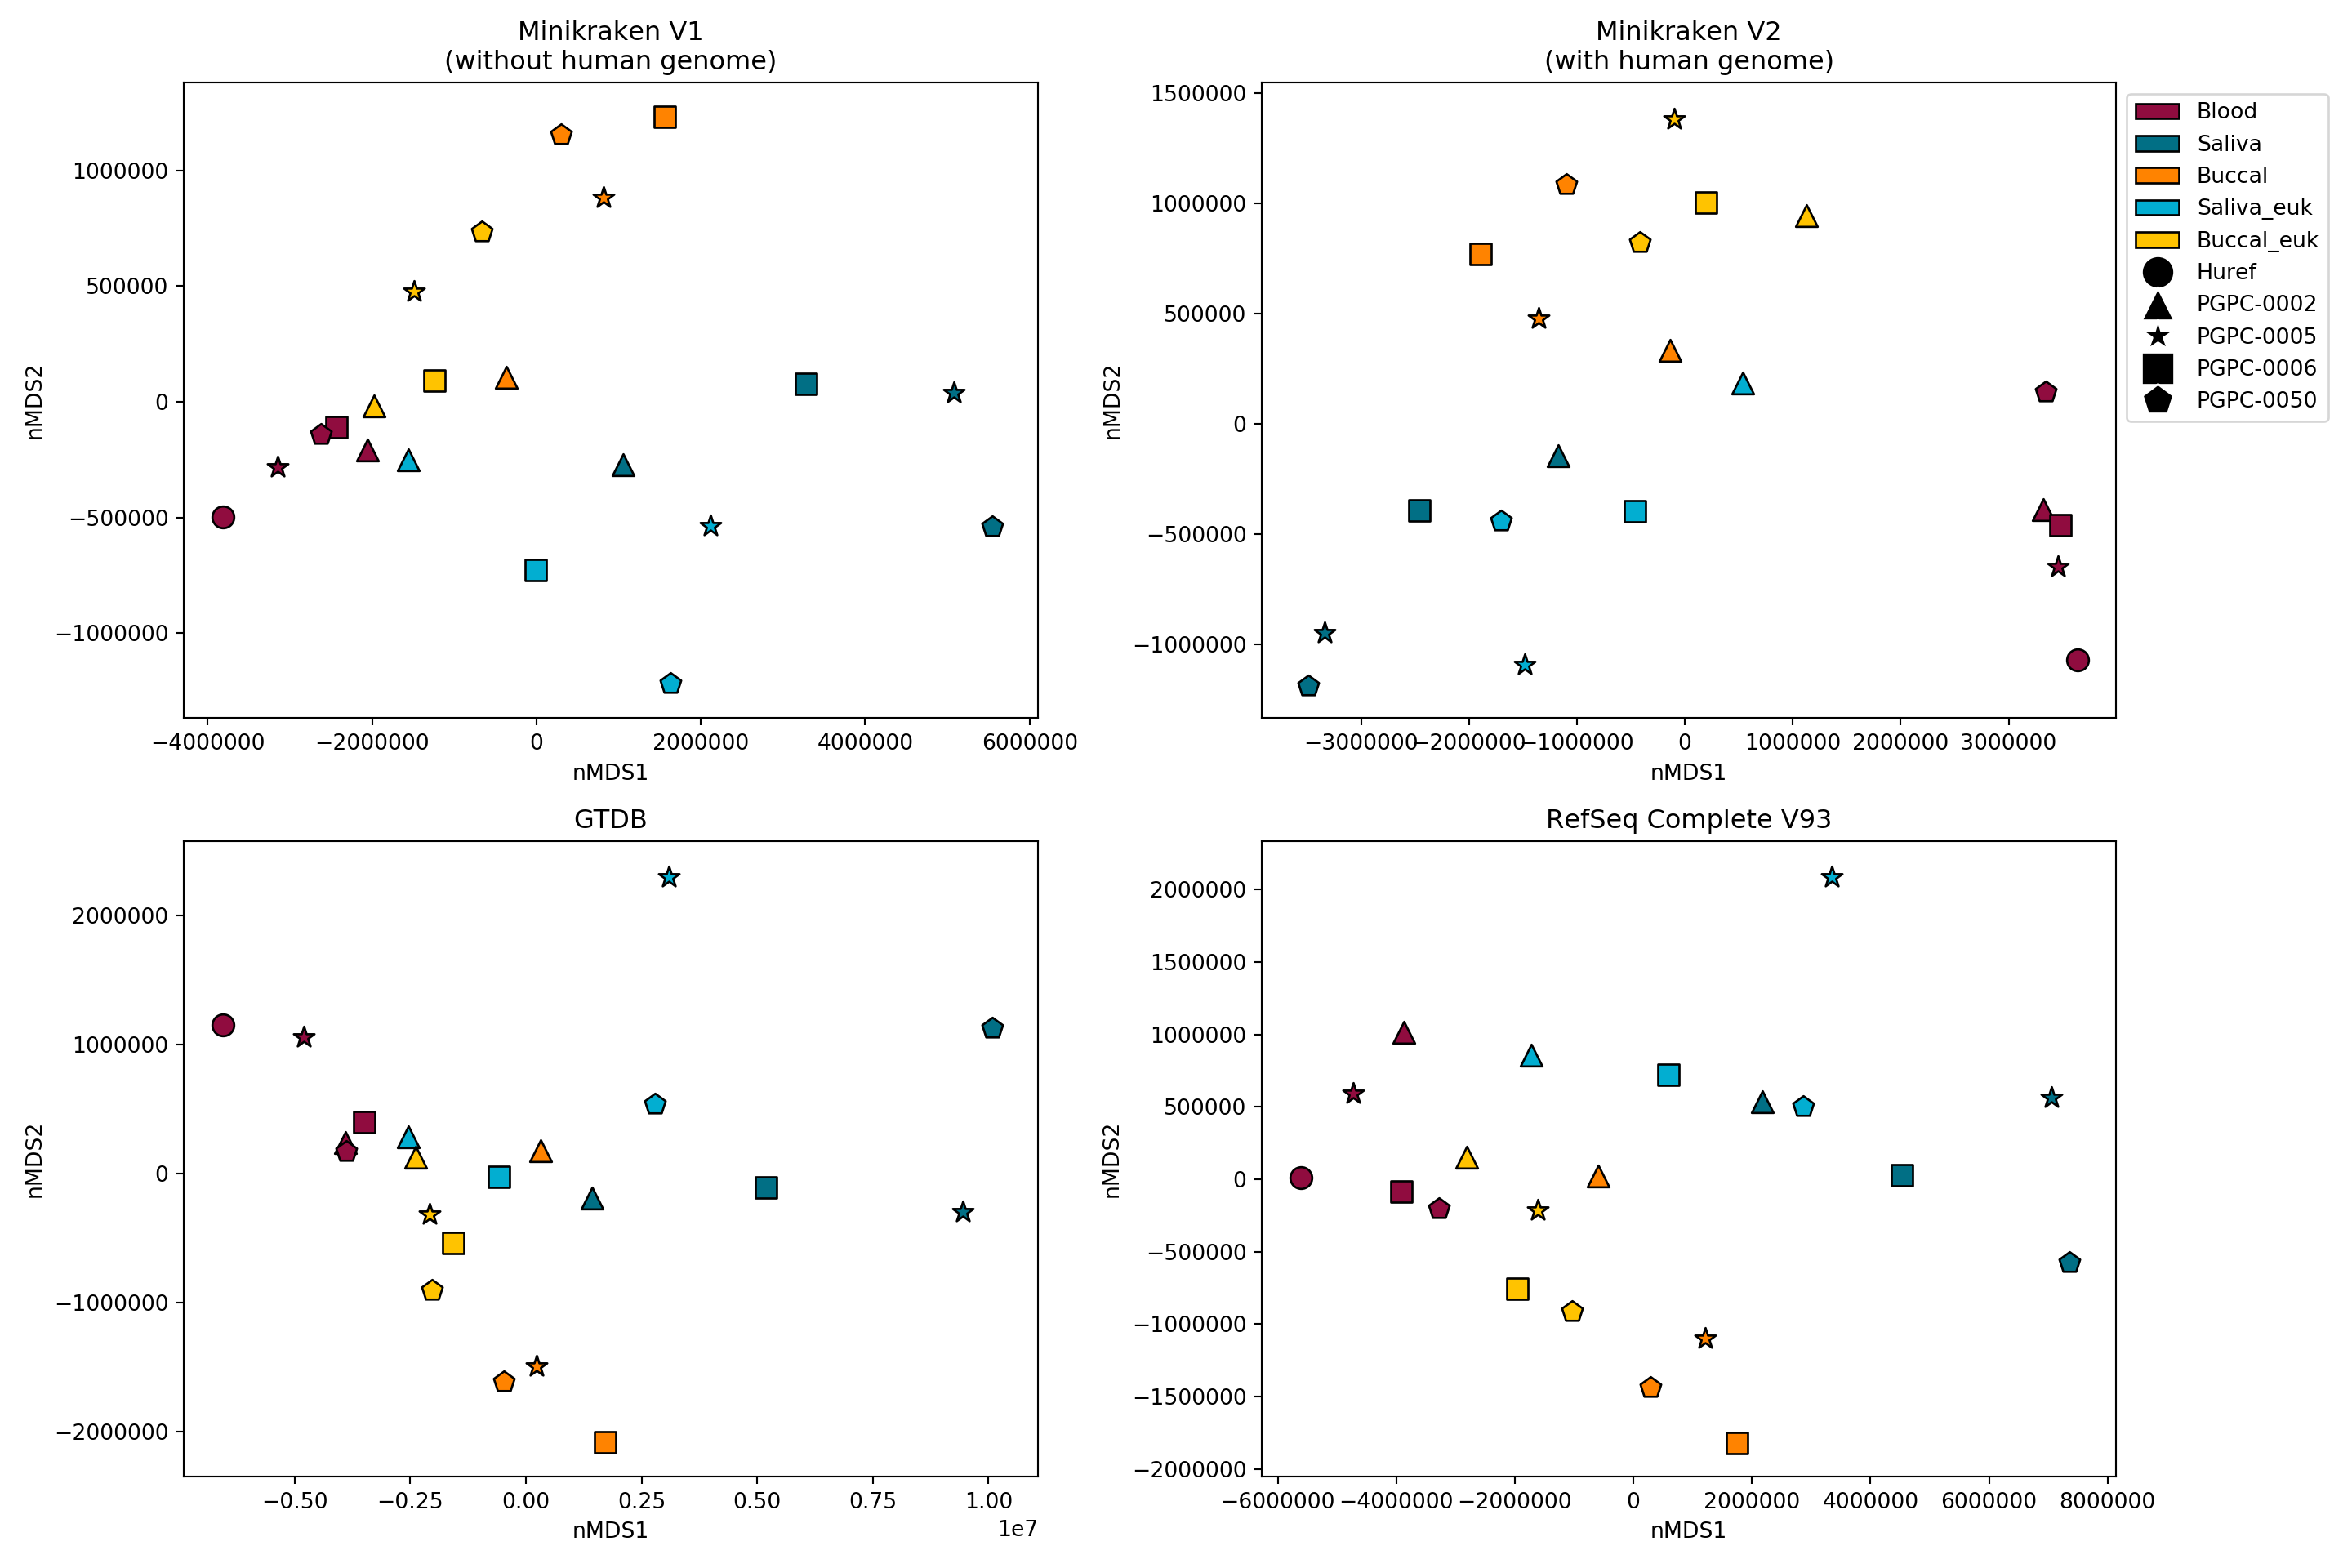 Minikraken V1
(without human genome)
1000000
500000
0
−500000
−1000000
nMDS2
−4000000
−2000000
0
2000000
4000000
6000000
nMDS1
Minikraken V2
(with human genome)
1500000
1000000
500000
0
−500000
−1000000
nMDS2
−3000000
−2000000
−1000000
0
1000000
2000000
3000000
nMDS1
Blood
Saliva
Buccal
Saliva_euk
Buccal_euk
Huref
PGPC-0002
PGPC-0005
PGPC-0006
PGPC-0050
GTDB
2000000
1000000
0
−1000000
−2000000
nMDS2
−0.50
−0.25
0.00
0.25
0.50
0.75
1.00
1e7
nMDS1
RefSeq Complete V93
2000000
1500000
1000000
500000
0
−500000
−1000000
−1500000
−2000000
nMDS2
−6000000
−4000000
−2000000
0
2000000
4000000
6000000
8000000
nMDS1